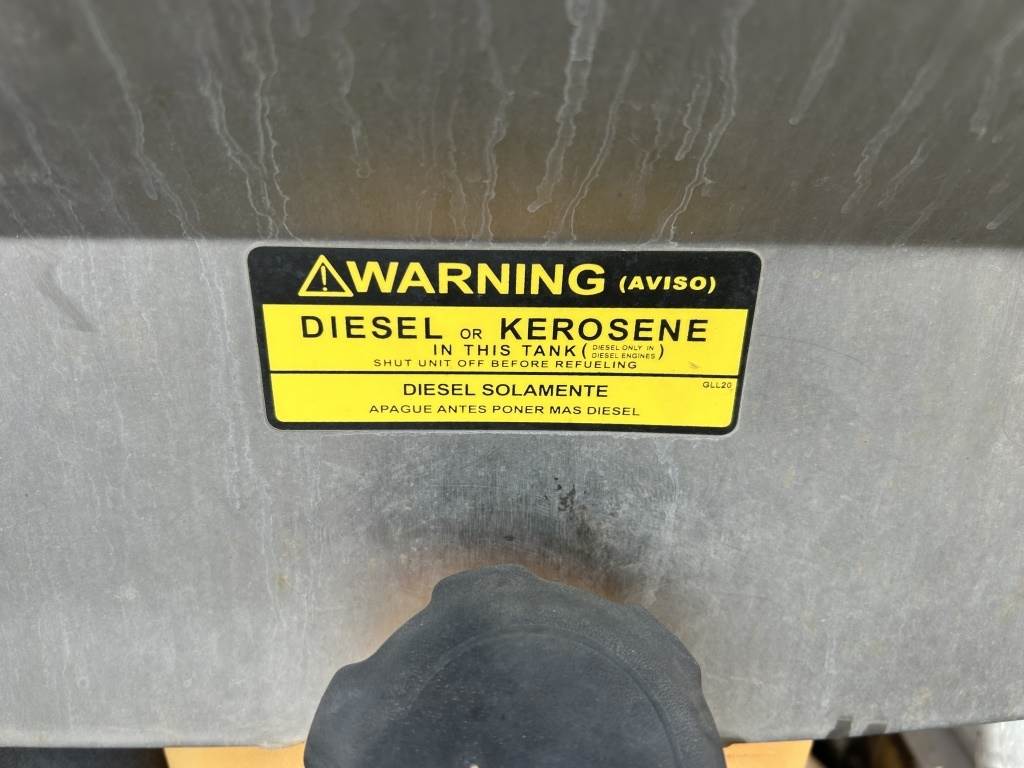 WARNING (AVISO)
DIESEL OR KEROSENE
IN THIS TANK (DIESEL ONLY IN DIESEL ENGINES)
SHUT UNIT OFF BEFORE REFUELING
DIESEL SOLAMENTE GLL20
APAGUE ANTES PONER MAS DIESEL